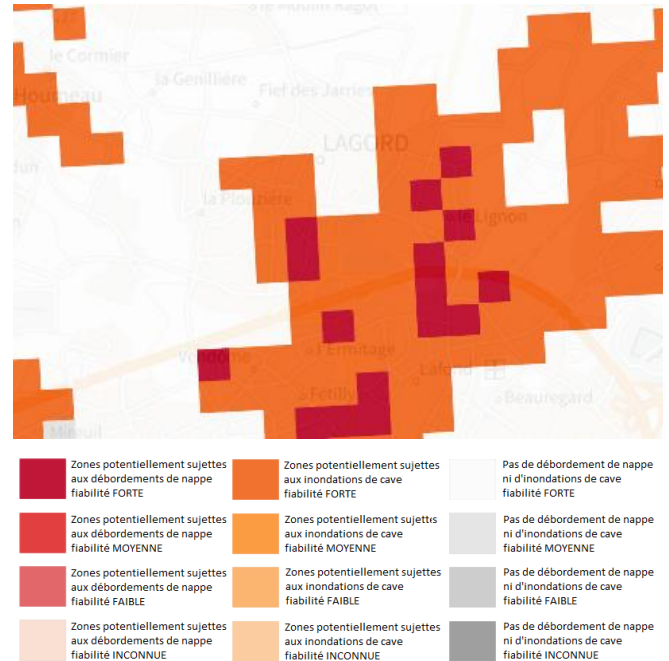 le Moulin Ragot
le Cormier
la Genillière
Fief des Jarries
Houmeau
LAGORD
la Plouzière
le Lignon
Vendome
l'Ermitage
Lafond
Fétilly
Beauregard
Mireuil
Zones potentiellement sujettes
aux débordements de nappe
fiabilité FORTE
Zones potentiellement sujettes
aux inondations de cave
fiabilité FORTE
Pas de débordement de nappe
ni d'inondations de cave
fiabilité FORTE
Zones potentiellement sujettes
aux débordements de nappe
fiabilité MOYENNE
Zones potentiellement sujettes
aux inondations de cave
fiabilité MOYENNE
Pas de débordement de nappe
ni d'inondations de cave
fiabilité MOYENNE
Zones potentiellement sujettes
aux débordements de nappe
fiabilité FAIBLE
Zones potentiellement sujettes
aux inondations de cave
fiabilité FAIBLE
Pas de débordement de nappe
ni d'inondations de cave
fiabilité FAIBLE
Zones potentiellement sujettes
aux débordements de nappe
fiabilité INCONNUE
Zones potentiellement sujettes
aux inondations de cave
fiabilité INCONNUE
Pas de débordement de nappe
ni d'inondations de cave
fiabilité INCONNUE